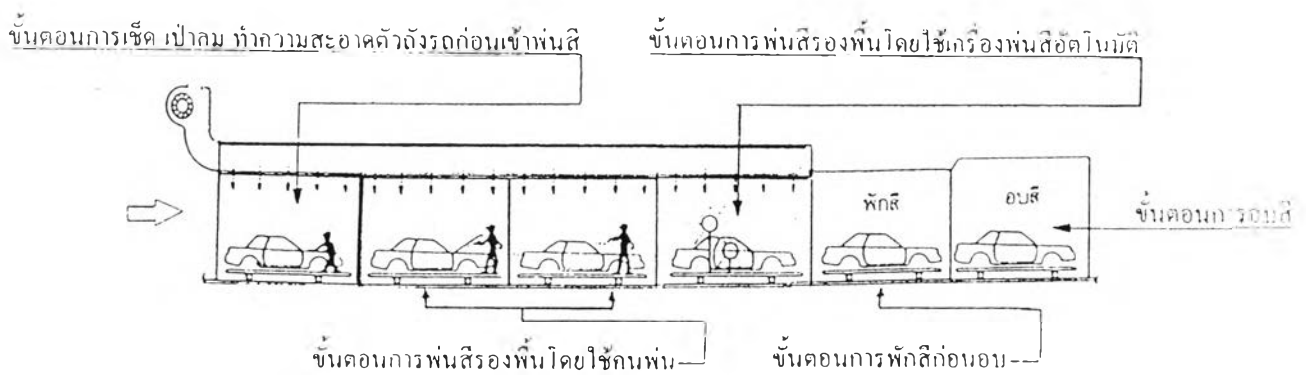 ขั้นตอนการเช็ด เป่าลม ทำความสะอาดตัวถังรถก่อนเข้าพ่นสี
ขั้นตอนการพ่นสีรองพื้นโดยใช้เครื่องพ่นสีอัตโนมัติ
พักสี
อบสี
ขั้นตอนการอบสี
ขั้นตอนการพ่นสีรองพื้นโดยใช้คนพ่น
ขั้นตอนการพักสีก่อนอบ